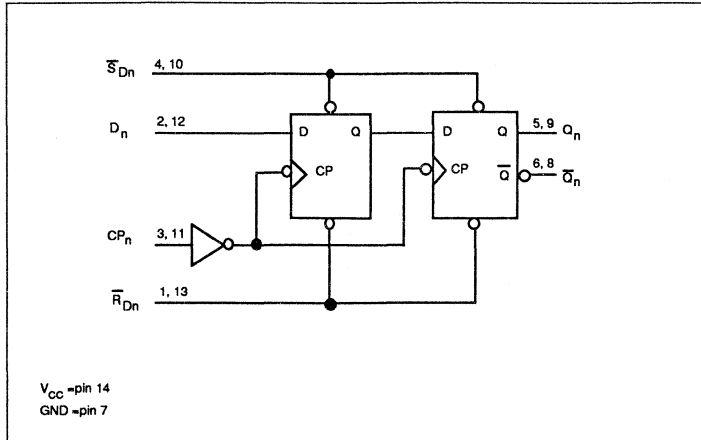 S̅Dn 4, 10
Dn 2, 12
D Q
D Q
5, 9 Qn
CP
CP
Q̅
6, 8 Q̅n
CPn 3, 11
R̅Dn 1, 13
VCC =pin 14
GND =pin 7